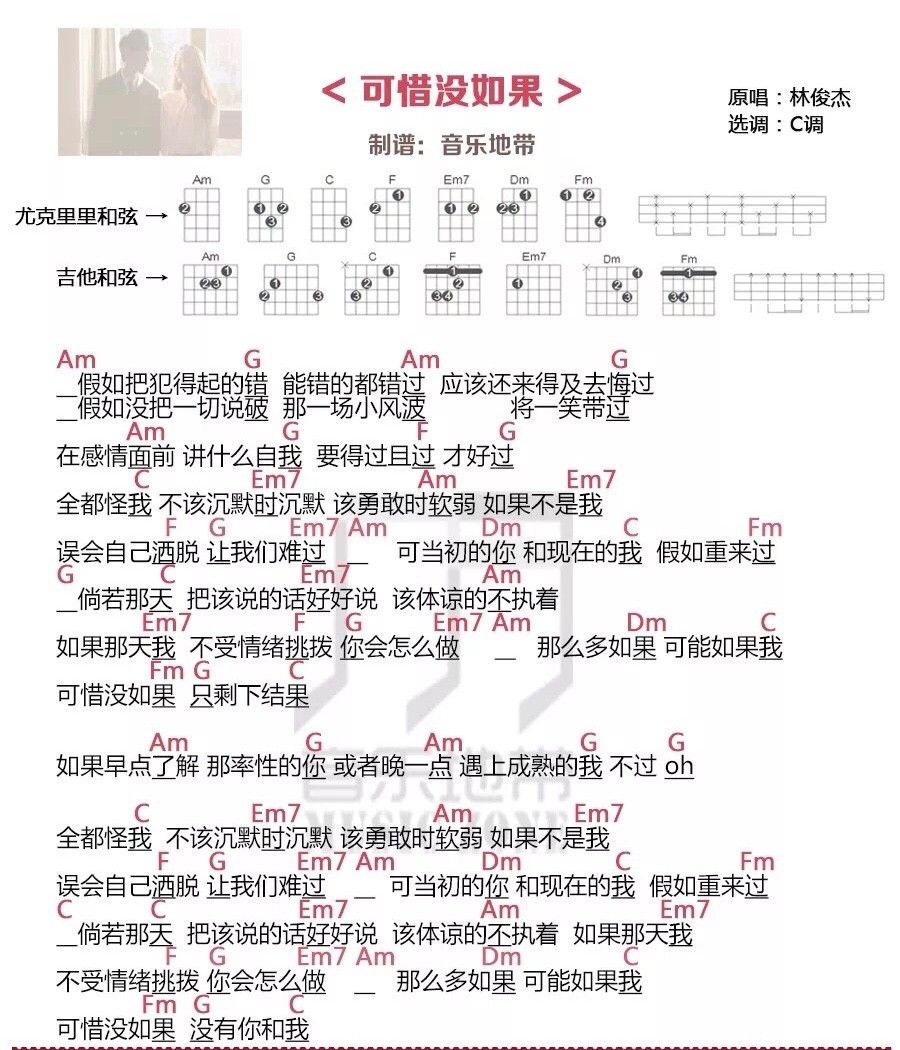 < 可惜没如果 >
原唱：林俊杰
选调：C调
制谱：音乐地带
Am G C F Em7 Dm Fm
尤克里里和弦 →
Am G C F Em7 Dm Fm
吉他和弦 →
Am G Am G
_假如把犯得起的错 能错的都错过 应该还来得及去悔过
_假如没把一切说破 那一场小风波 将一笑带过
Am G F G
在感情面前 讲什么自我 要得过且过 才好过
C Em7 Am Em7
全都怪我 不该沉默时沉默 该勇敢时软弱 如果不是我
F G Em7 Am Dm C Fm
误会自己洒脱 让我们难过 _ 可当初的你 和现在的我 假如重来过
G C Em7 Am
_倘若那天 把该说的话好好说 该体谅的不执着
Em7 F G Em7 Am Dm C
如果那天我 不受情绪挑拨 你会怎么做 _ 那么多如果 可能如果我
Fm G C
可惜没如果 只剩下结果
Am G Am G G
如果早点了解 那率性的你 或者晚一点 遇上成熟的我 不过 oh
C Em7 Am Em7
全都怪我 不该沉默时沉默 该勇敢时软弱 如果不是我
F G Em7 Am Dm C Fm
误会自己洒脱 让我们难过 _ 可当初的你 和现在的我 假如重来过
C C Em7 Am Em7
_倘若那天 把该说的话好好说 该体谅的不执着 如果那天我
F G Em7 Am Dm C
不受情绪挑拨 你会怎么做 _ 那么多如果 可能如果我
Fm G C
可惜没如果 没有你和我
音乐地带
MUSIC ZONE